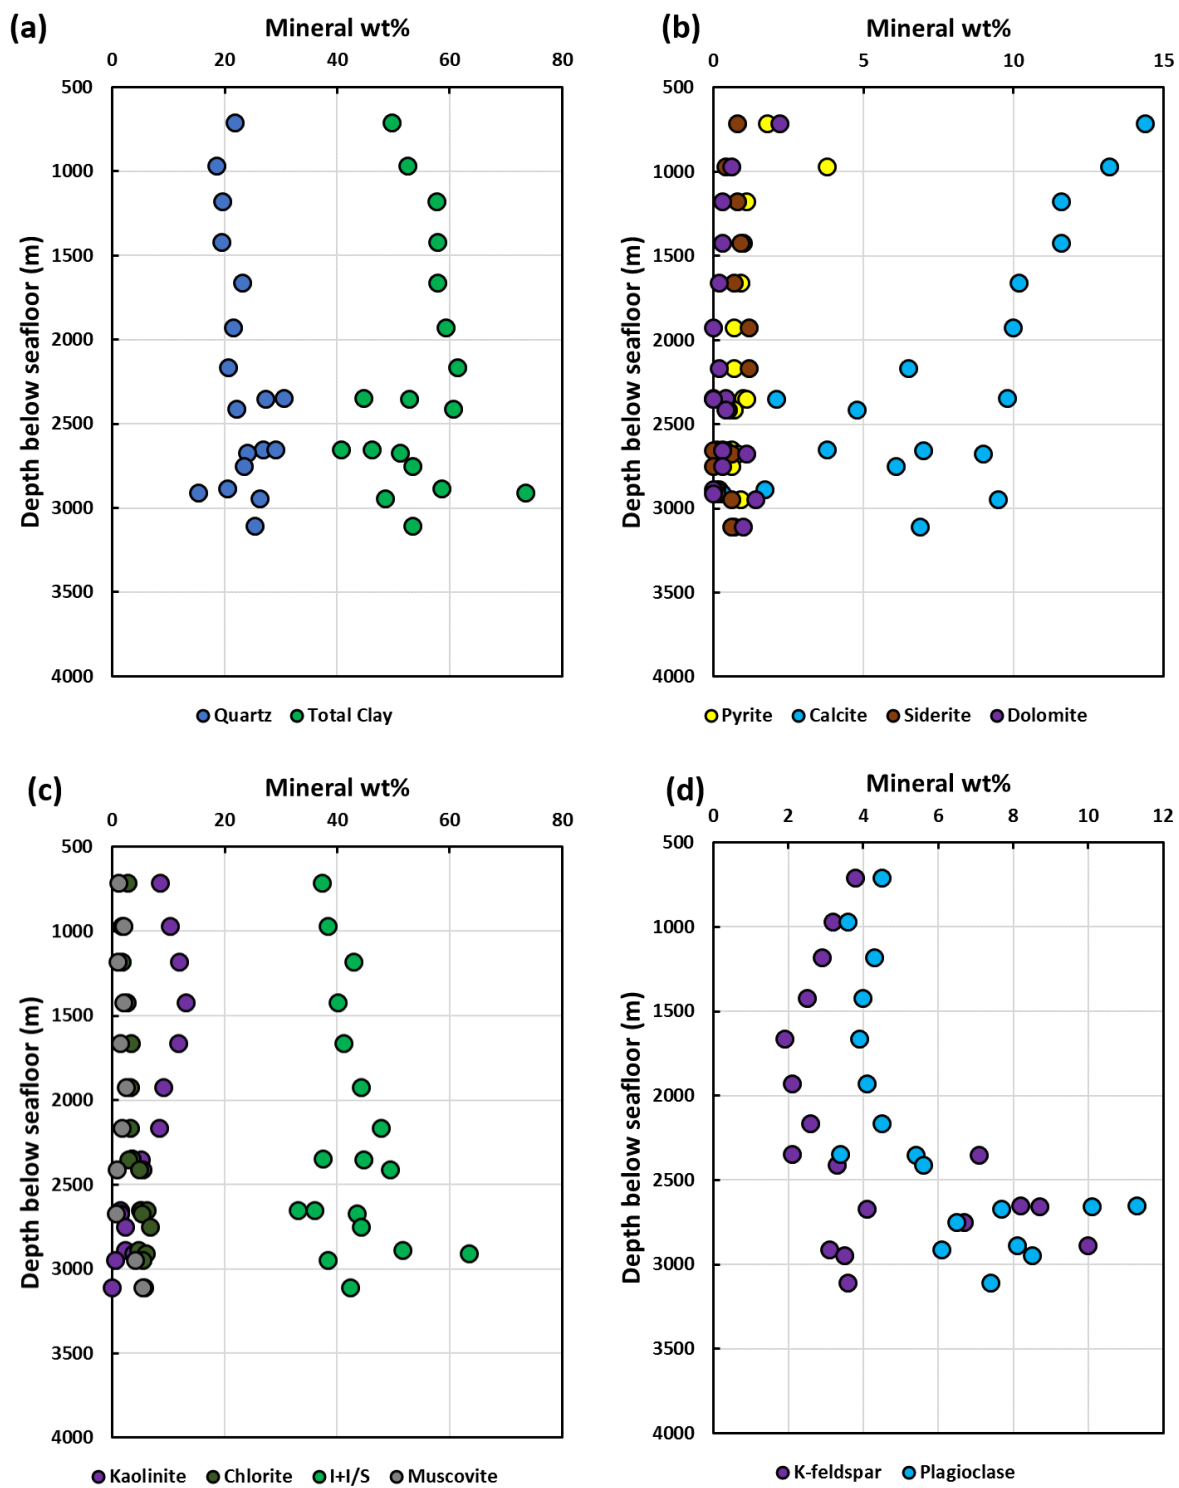 (a)
Mineral wt%
0 20 40 60 80
500
1000
1500
2000
2500
3000
3500
4000
Depth below seafloor (m)
Quartz Total Clay
(b)
Mineral wt%
0 5 10 15
500
1000
1500
2000
2500
3000
3500
4000
Depth below seafloor (m)
Pyrite Calcite Siderite Dolomite
(c)
Mineral wt%
0 20 40 60 80
500
1000
1500
2000
2500
3000
3500
4000
Depth below seafloor (m)
Kaolinite Chlorite I+I/S Muscovite
(d)
Mineral wt%
0 2 4 6 8 10 12
500
1000
1500
2000
2500
3000
3500
4000
Depth below seafloor (m)
K-feldspar Plagioclase